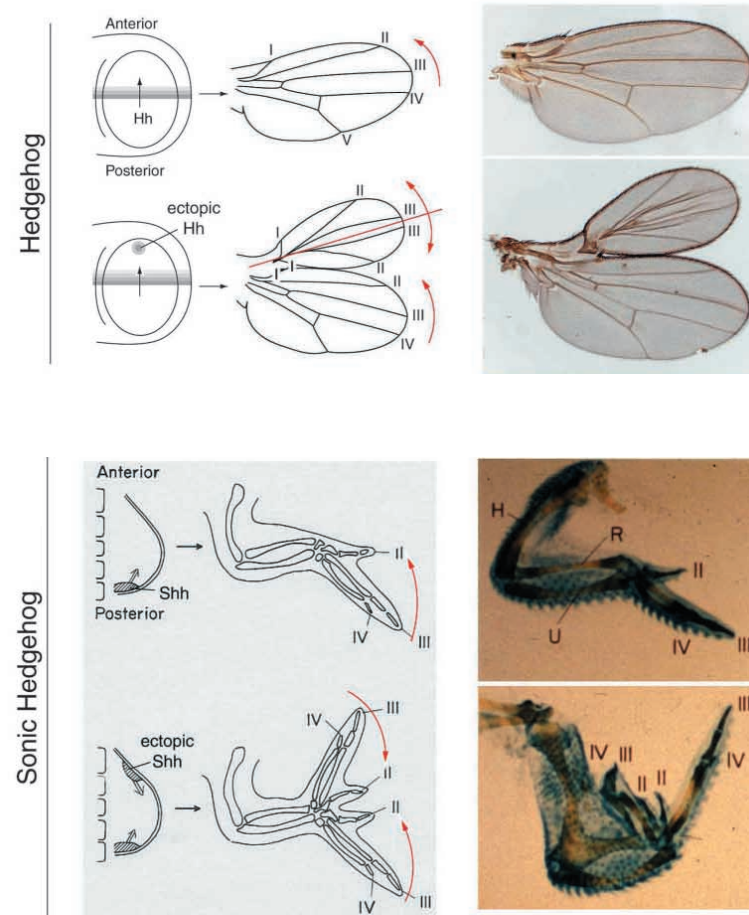 Hedgehog
Anterior
Hh
Posterior
I
II
III
IV
V
ectopic
Hh
I
II
III
III
II
I
I
II
III
IV
Sonic Hedgehog
Anterior
Shh
Posterior
II
IV
III
H
R
II
U
IV
III
ectopic
Shh
IV
III
II
II
IV
III
IV
III
II
II
III
IV